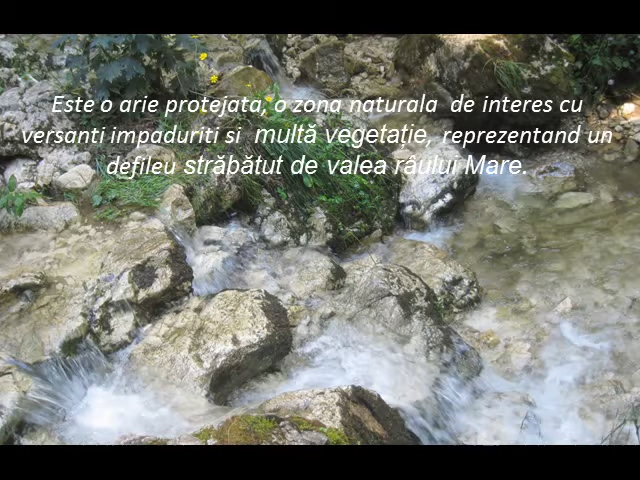 Este o arie protejata, o zona naturala  de interes cu
versanti impaduriti si  multă vegetație, reprezentand un
defileu străbătut de valea râului Mare.